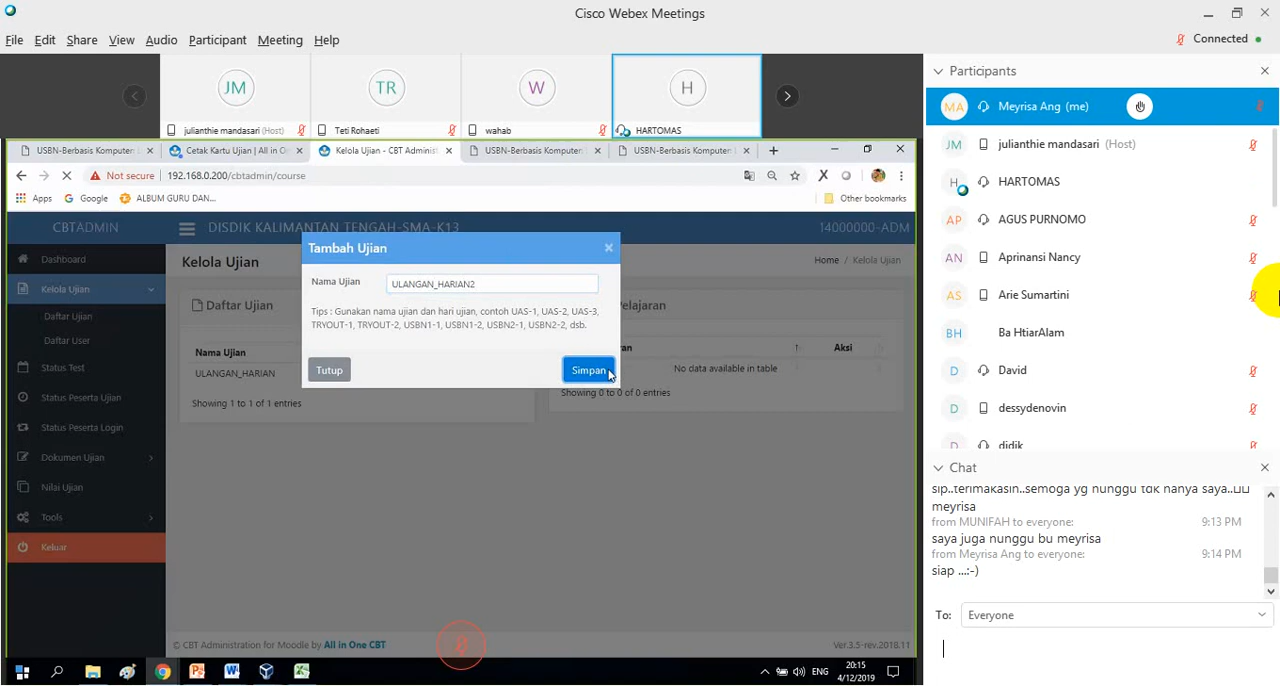 Cisco Webex Meetings
File Edit Share View Audio Participant Meeting Help
Connected
JM
TR
W
H
julianthie mandasari (Host)
Teti Rohaeti
wahab
HARTOMAS
USBN-Berbasis Komputer
Cetak Kartu Ujian | All in One
Kelola Ujian - CBT Administ
USBN-Berbasis Komputer
USBN-Berbasis Komputer
Not secure 192.168.0.200/cbtadmin/course
Apps Google ALBUM GURU DAN... Other bookmarks
CBTADMIN DISDIK KALIMANTAN TENGAH-SMA-K13 14000000-ADM
Dashboard
Kelola Ujian
Daftar Ujian
Daftar User
Status Test
Status Peserta Ujian
Status Peserta Login
Dokumen Ujian
Nilai Ujian
Tools
Keluar
Kelola Ujian
Home / Kelola Ujian
Daftar Ujian
Pelajaran
Nama Ujian
ULANGAN_HARIAN
Showing 1 to 1 of 1 entries
Aksi
No data available in table
Showing 0 to 0 of 0 entries
Tambah Ujian ×
Nama Ujian ULANGAN_HARIAN2
Tips : Gunakan nama ujian dan hari ujian, contoh UAS-1, UAS-2, UAS-3,
TRYOUT-1, TRYOUT-2, USBN1-1, USBN1-2, USBN2-1, USBN2-2, dsb.
Tutup Simpan
© CBT Administration for Moodle by All in One CBT Ver.3.5-rev.2018.11
ENG
20:15
4/12/2019
Participants
MA Meyrisa Ang (me)
JM julianthie mandasari (Host)
H HARTOMAS
AP AGUS PURNOMO
AN Aprinansi Nancy
AS Arie Sumartini
BH Ba HtiarAlam
D David
D dessydenovin
D didik
Chat
sip..terimakasin..semoga yg nunggu tdk hanya saya..
meyrisa
from MUNIFAH to everyone: 9:13 PM
saya juga nunggu bu meyrisa
from Meyrisa Ang to everyone: 9:14 PM
siap ...:-)
To: Everyone